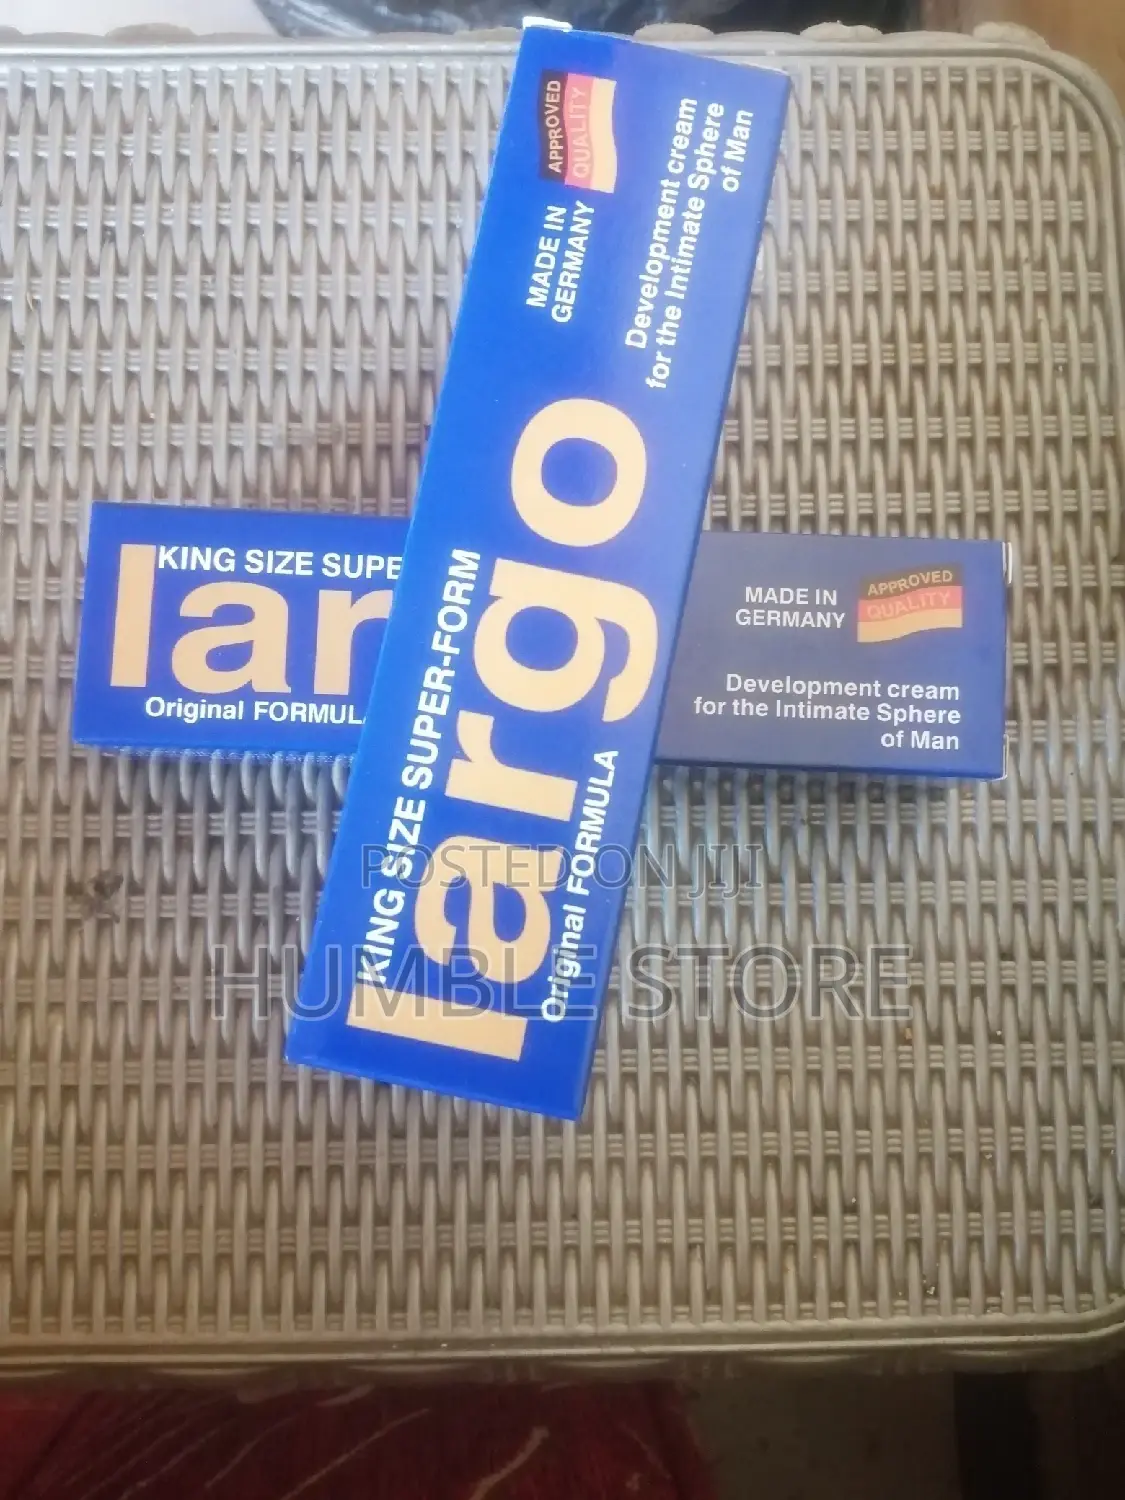 KING SIZE SUPER-FORM
largo
Original FORMULA
MADE IN
GERMANY
APPROVED
QUALITY
Development cream
for the Intimate Sphere
of Man
KING SIZE SUPE
lar
Original FORMULA
MADE IN
GERMANY
APPROVED
QUALITY
Development cream
for the Intimate Sphere
of Man
POSTED ON JIJI
HUMBLE STORE